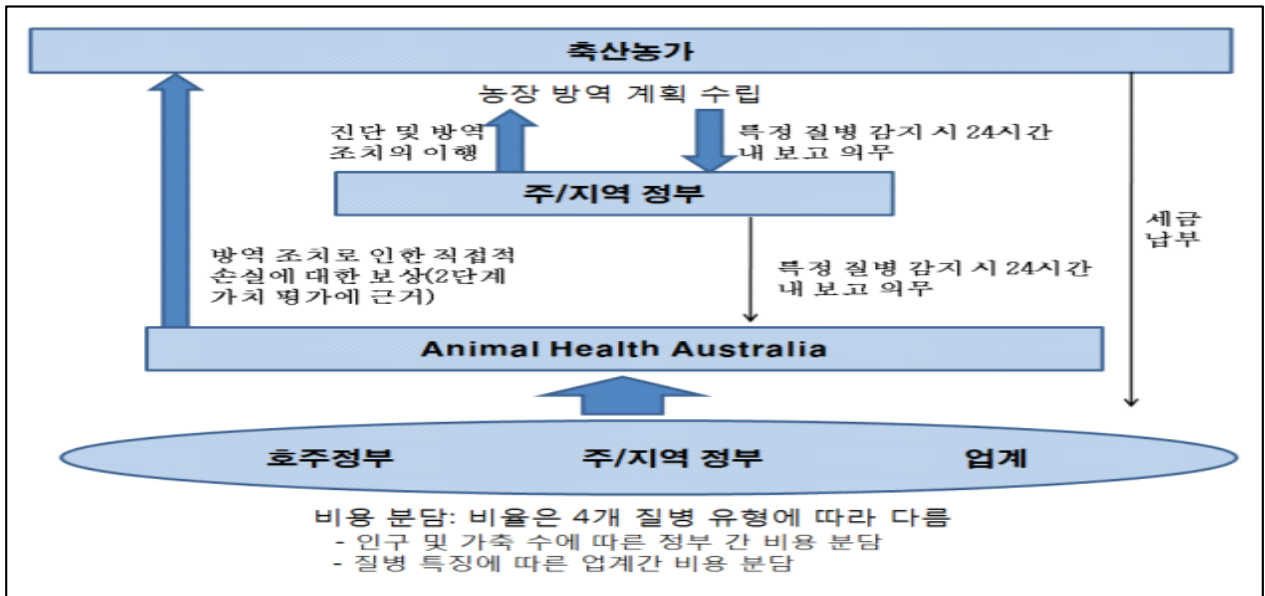 축산농가
농장 방역 계획 수립
진단 및 방역
조치의 이행
특정 질병 감지 시 24시간
내 보고 의무
주/지역 정부
세금
납부
방역 조치로 인한 직접적
손실에 대한 보상(2단계
가치 평가에 근거)
특정 질병 감지 시 24시간
내 보고 의무
Animal Health Australia
호주정부 주/지역 정부 업계
비용 분담: 비율은 4개 질병 유형에 따라 다름
- 인구 및 가축 수에 따른 정부 간 비용 분담
- 질병 특징에 따른 업계간 비용 분담